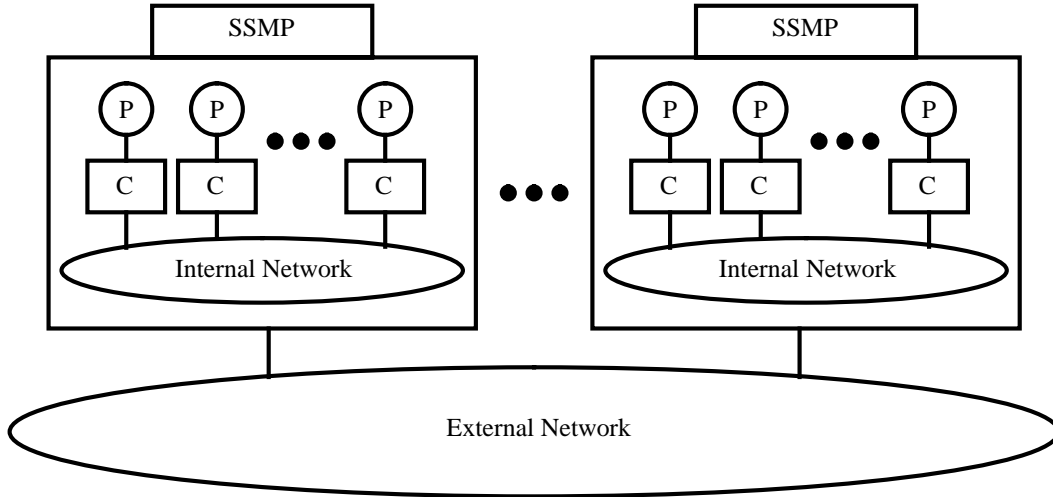 SSMP
SSMP
P P P
P P P
C C C
C C C
Internal Network
Internal Network
External Network